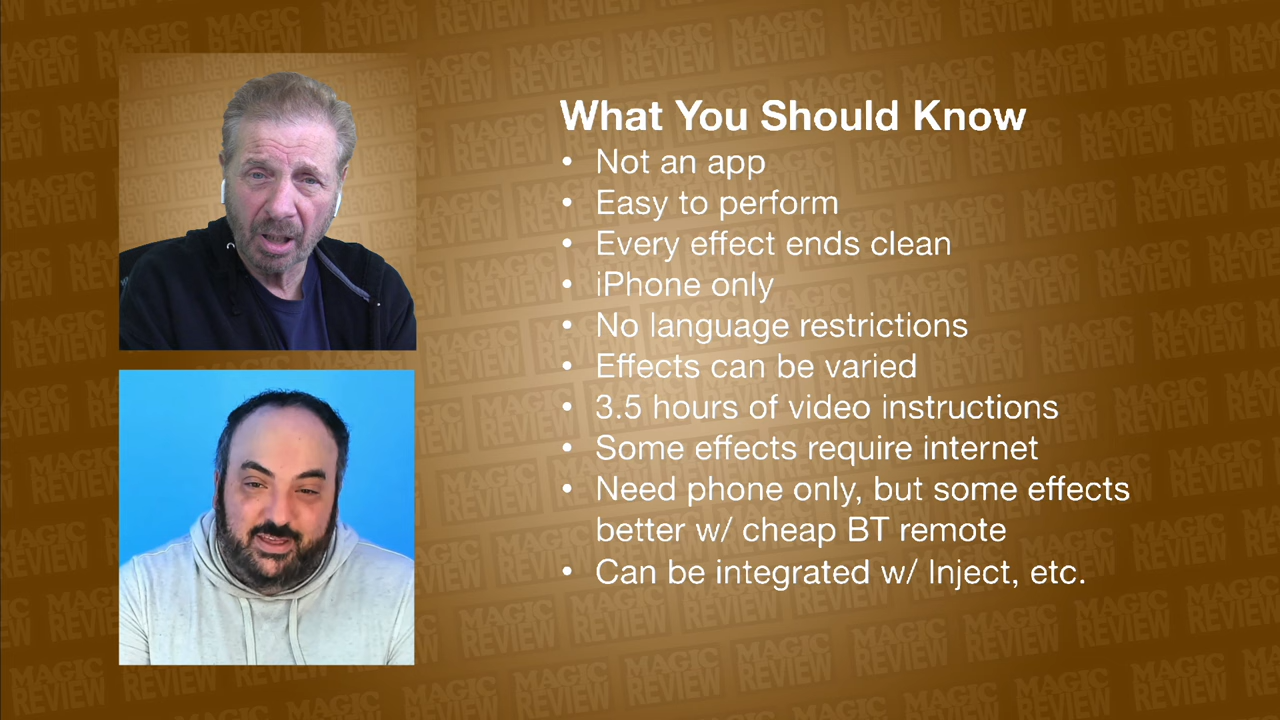 What You Should Know
• Not an app
• Easy to perform
• Every effect ends clean
• iPhone only
• No language restrictions
• Effects can be varied
• 3.5 hours of video instructions
• Some effects require internet
• Need phone only, but some effects
better w/ cheap BT remote
• Can be integrated w/ Inject, etc.
MAGIC
REVIEW